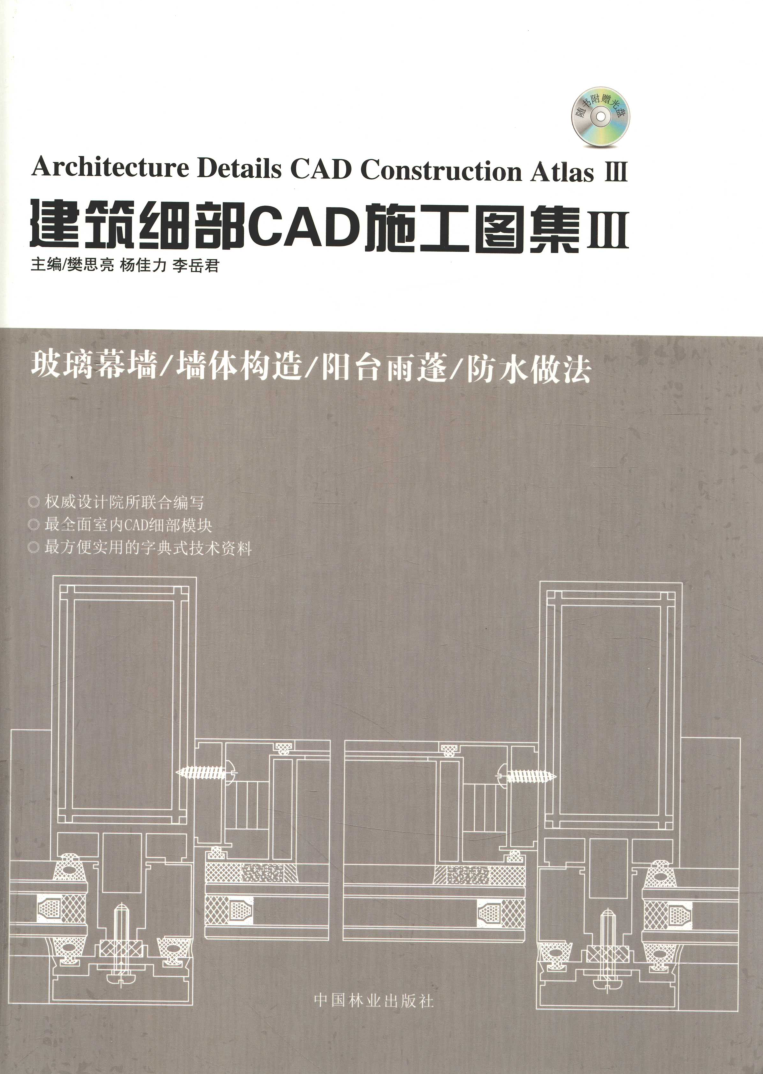 随书附赠光盘
Architecture Details CAD Construction Atlas III
建筑细部CAD施工图集III
主编/樊思亮 杨佳力 李岳君
玻璃幕墙/墙体构造/阳台雨蓬/防水做法
○ 权威设计院所联合编写
○ 最全面室内CAD细部模块
○ 最方便实用的字典式技术资料
中国林业出版社